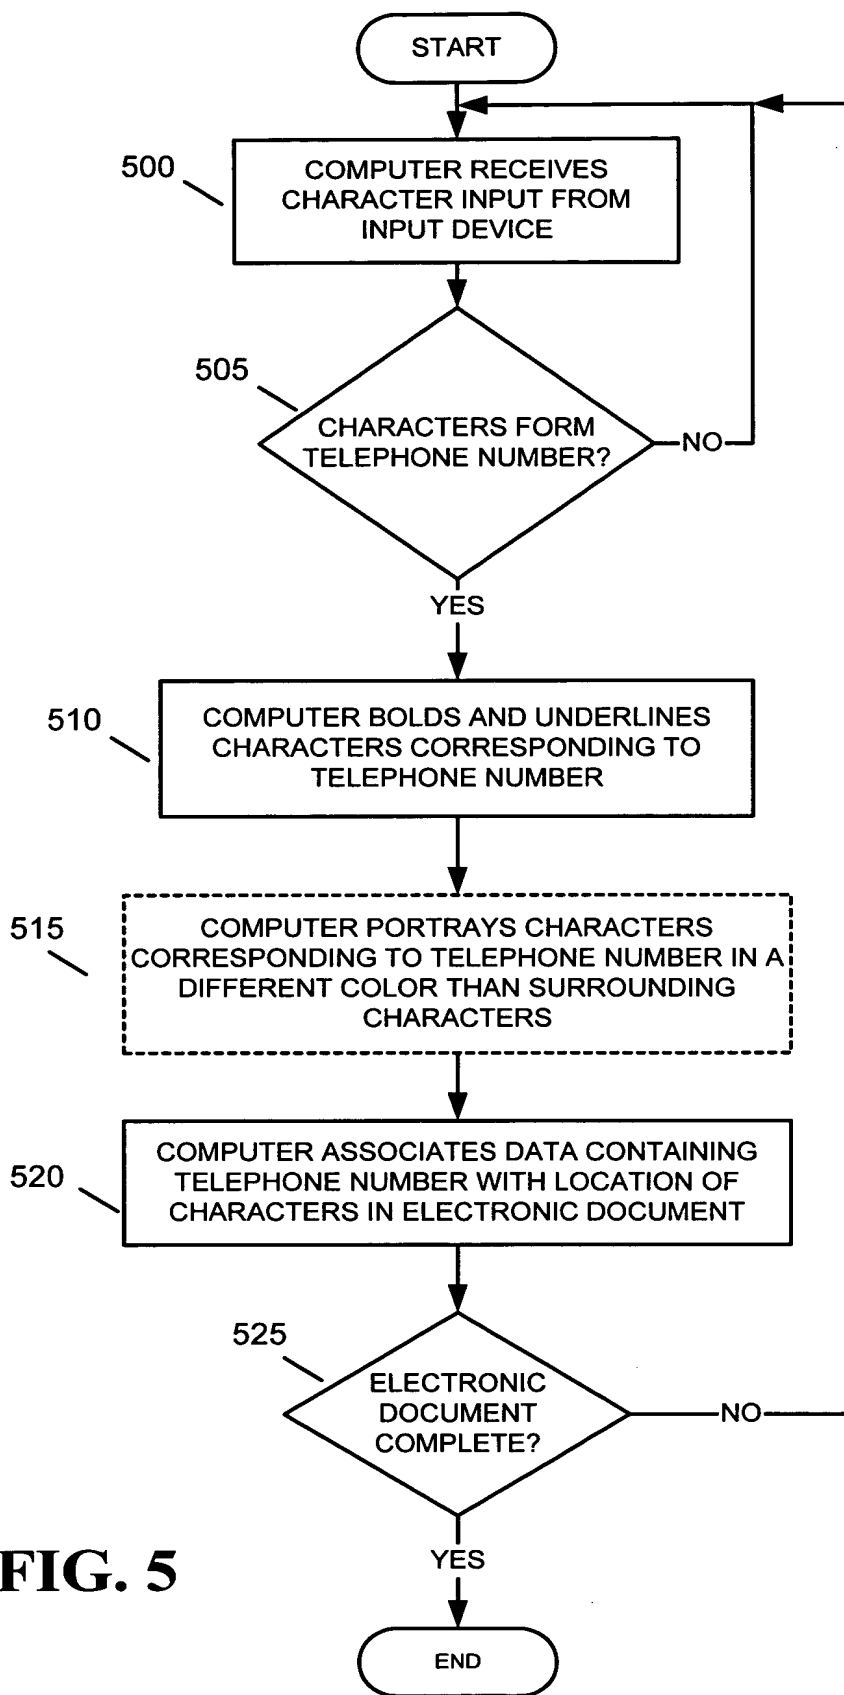 START
500
COMPUTER RECEIVES
CHARACTER INPUT FROM
INPUT DEVICE
505
CHARACTERS FORM
TELEPHONE NUMBER?
NO
YES
510
COMPUTER BOLDS AND UNDERLINES
CHARACTERS CORRESPONDING TO
TELEPHONE NUMBER
515
COMPUTER PORTRAYS CHARACTERS
CORRESPONDING TO TELEPHONE NUMBER IN A
DIFFERENT COLOR THAN SURROUNDING
CHARACTERS
520
COMPUTER ASSOCIATES DATA CONTAINING
TELEPHONE NUMBER WITH LOCATION OF
CHARACTERS IN ELECTRONIC DOCUMENT
525
ELECTRONIC
DOCUMENT
COMPLETE?
NO
YES
FIG. 5
END